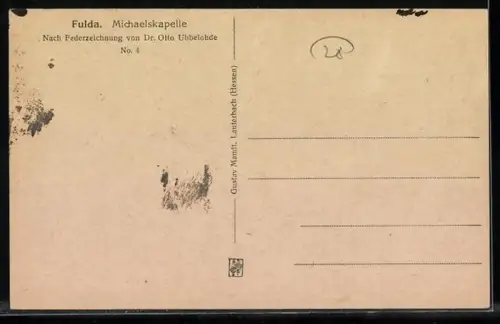 Fulda. Michaelskapelle
Nach Federzeichnung von Dr. Otto Ubbelohde
No. 4
28
Gustav Mandt, Lauterbach (Hessen)